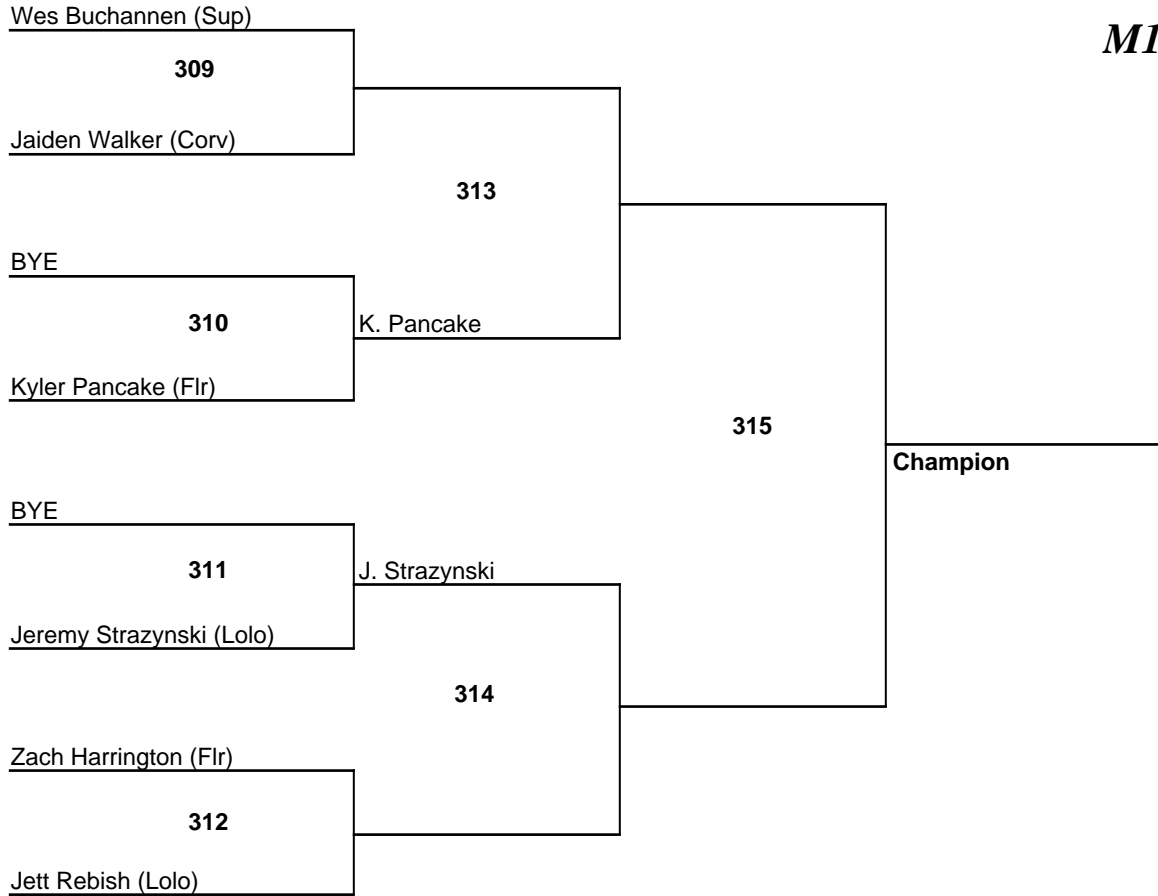 Wes Buchannen (Sup)
M1
309
Jaiden Walker (Corv)
313
BYE
310
K. Pancake
Kyler Pancake (Flr)
315
Champion
BYE
311
J. Strazynski
Jeremy Strazynski (Lolo)
314
Zach Harrington (Flr)
312
Jett Rebish (Lolo)